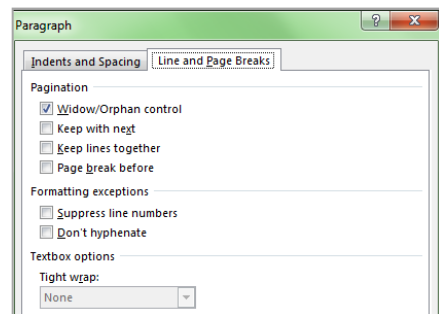 Paragraph
?
Indents and Spacing
Line and Page Breaks
Pagination
Widow/Orphan control
Keep with next
Keep lines together
Page break before
Formatting exceptions
Suppress line numbers
Don't hyphenate
Textbox options
Tight wrap:
None